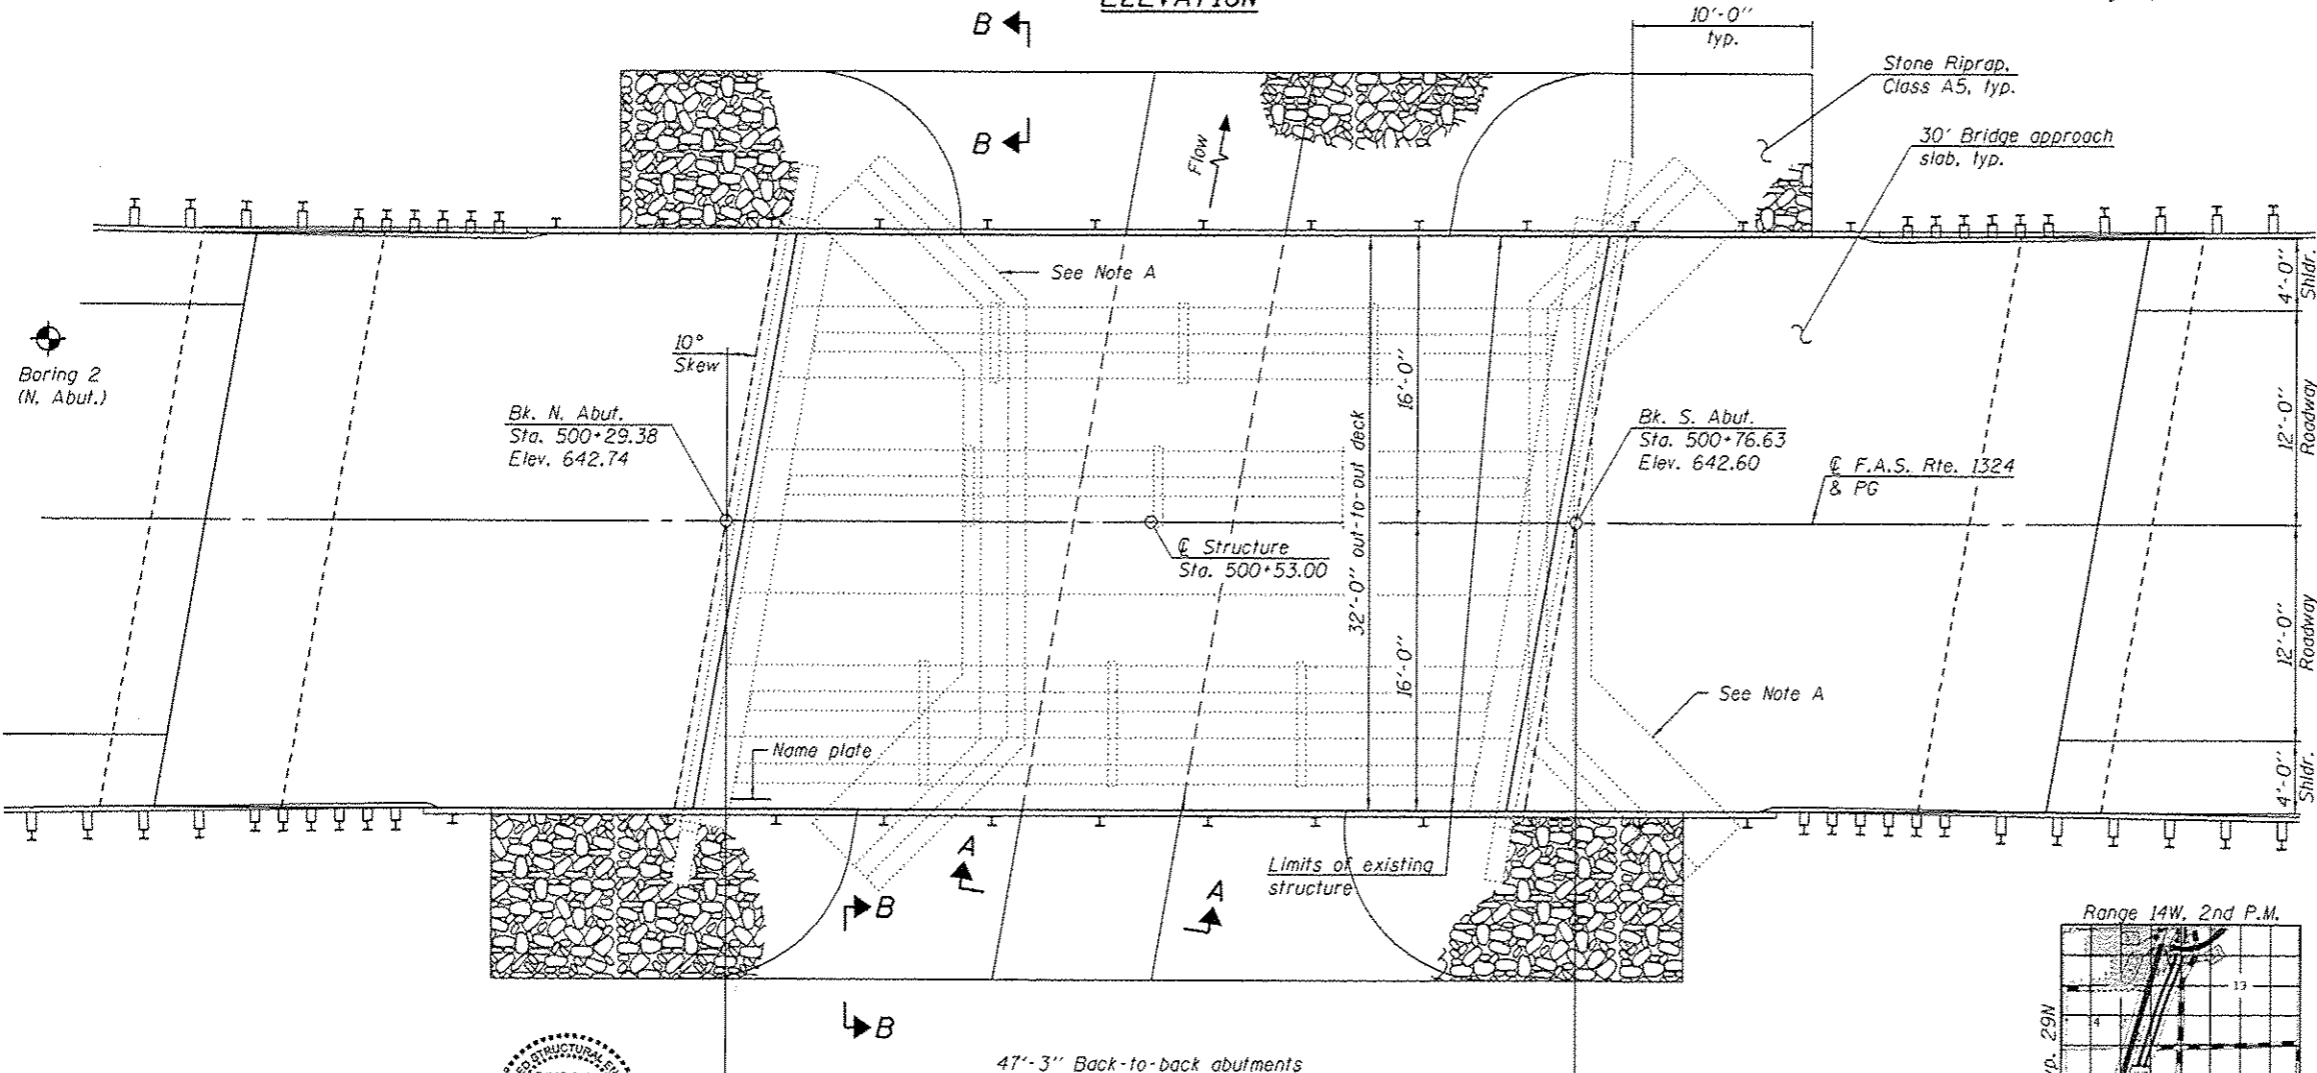 ELEVATION
B
10'-0"
typ.
Stone Riprap,
Class A5, typ.
B
Flow
30' Bridge approach
slab, typ.
See Note A
4'-0"
Shldr.
10°
Skew
Boring 2
(N. Abut.)
16'-0"
12'-0"
Roadway
Bk. N. Abut.
Sta. 500+29.38
Elev. 642.74
32'-0" out-to-out deck
Bk. S. Abut.
Sta. 500+76.63
Elev. 642.60
℄ F.A.S. Rte. 1324
& PG
℄ Structure
Sta. 500+53.00
16'-0"
12'-0"
Roadway
See Note A
Name plate
4'-0"
Shldr.
A
A
Limits of existing
structure
B
B
Range 14W, 2nd P.M.
13
4
29N
STRUCTURAL
47'-3" Back-to-back abutments